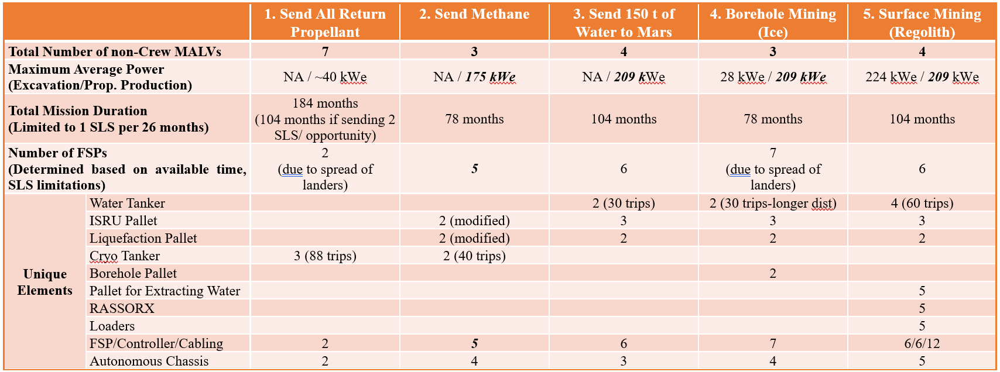 1. Send All Return Propellant
2. Send Methane
3. Send 150 t of Water to Mars
4. Borehole Mining (Ice)
5. Surface Mining (Regolith)
Total Number of non-Crew MALVs
7
3
4
3
4
Maximum Average Power
(Excavation/Prop. Production)
NA / ~40 kWe
NA / 175 kWe
NA / 209 kWe
28 kWe / 209 kWe
224 kWe / 209 kWe
Total Mission Duration
(Limited to 1 SLS per 26 months)
184 months
(104 months if sending 2
SLS/ opportunity)
78 months
104 months
78 months
104 months
Number of FSPs
(Determined based on available time,
SLS limitations)
2
(due to spread of
landers)
5
6
7
(due to spread of
landers)
6
Unique
Elements
Water Tanker
2 (30 trips)
2 (30 trips-longer dist)
4 (60 trips)
ISRU Pallet
2 (modified)
3
3
3
Liquefaction Pallet
2 (modified)
2
2
2
Cryo Tanker
3 (88 trips)
2 (40 trips)
Borehole Pallet
2
Pallet for Extracting Water
5
RASSORX
5
Loaders
5
FSP/Controller/Cabling
2
5
6
7
6/6/12
Autonomous Chassis
2
4
3
4
5